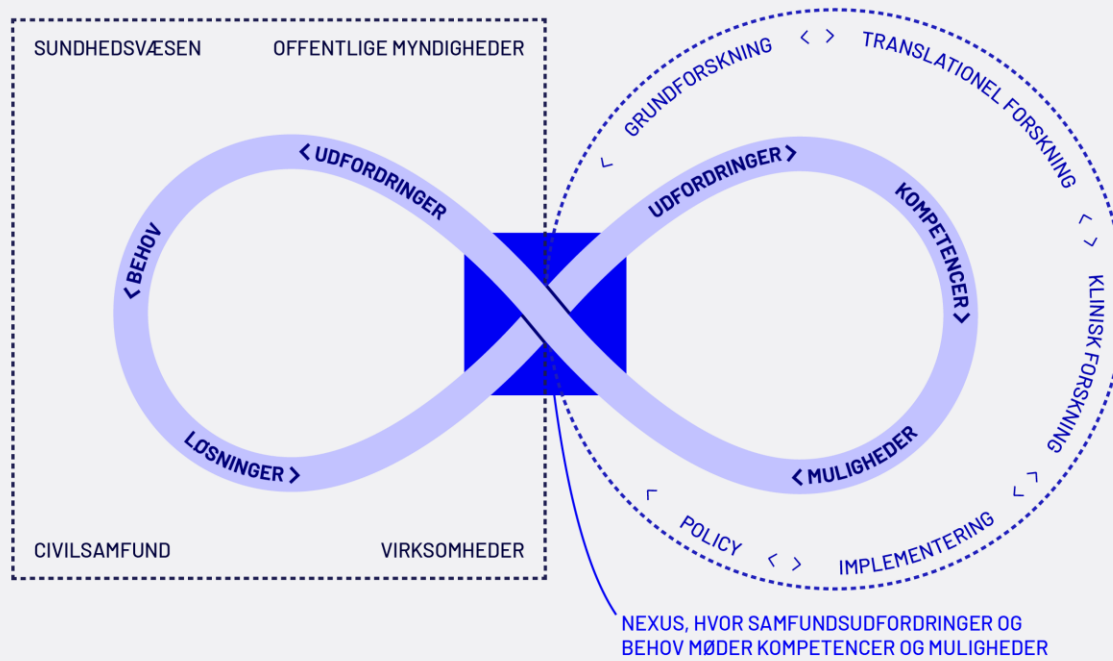 SUNDHEDSVÆSEN
OFFENTLIGE MYNDIGHEDER
< UDFORDRINGER
< BEHOV
LØSNINGER >
CIVILSAMFUND
VIRKSOMHEDER
< GRUNDFORSKNING < >
TRANSLATIONEL FORSKNING < >
KLINISK FORSKNING < >
IMPLEMENTERING < >
POLICY <
UDFORDRINGER >
KOMPETENCER >
< MULIGHEDER
NEXUS, HVOR SAMFUNDSUDFORDRINGER OG
BEHOV MØDER KOMPETENCER OG MULIGHEDER